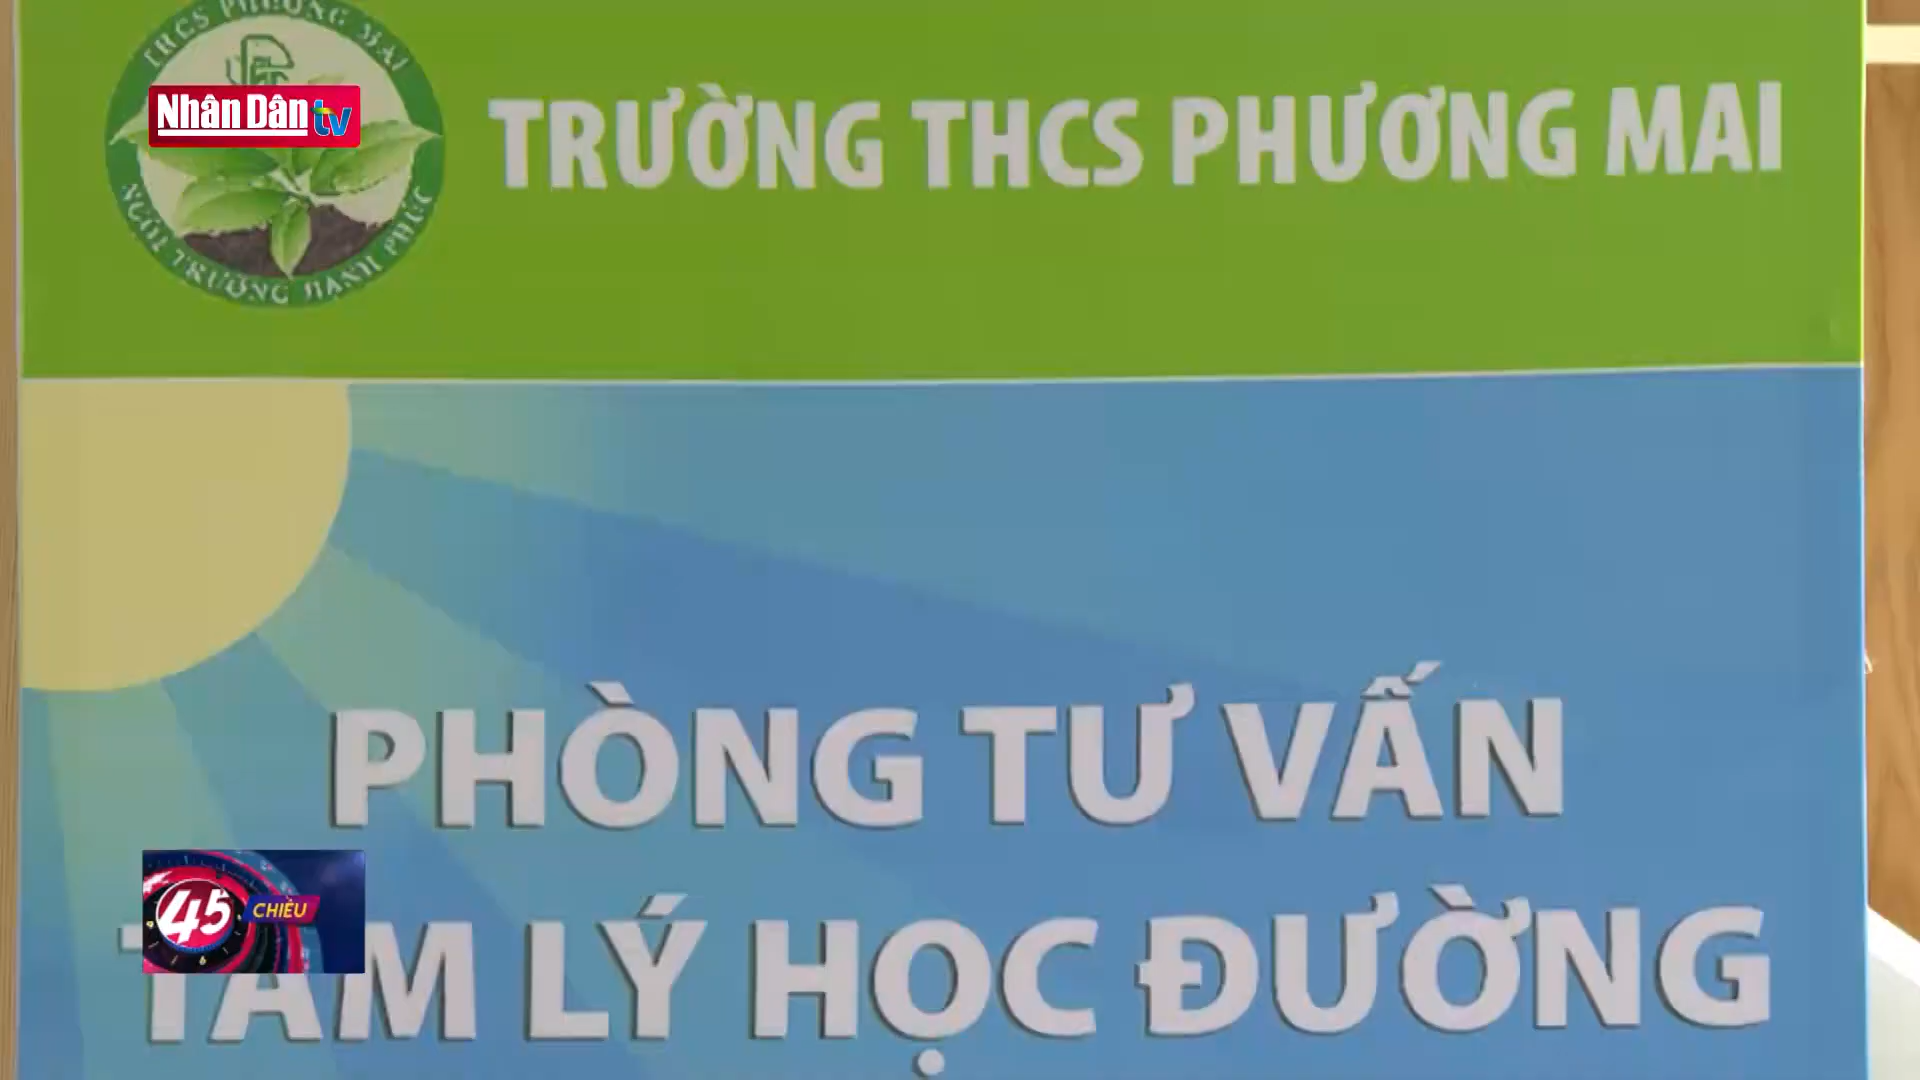 THCS PHƯƠNG MAI
Nhân Dân tv
NGÔI TRƯỜNG HẠNH PHÚC
TRƯỜNG THCS PHƯƠNG MAI
PHÒNG TƯ VẤN
TÂM LÝ HỌC ĐƯỜNG
45 CHIỀU